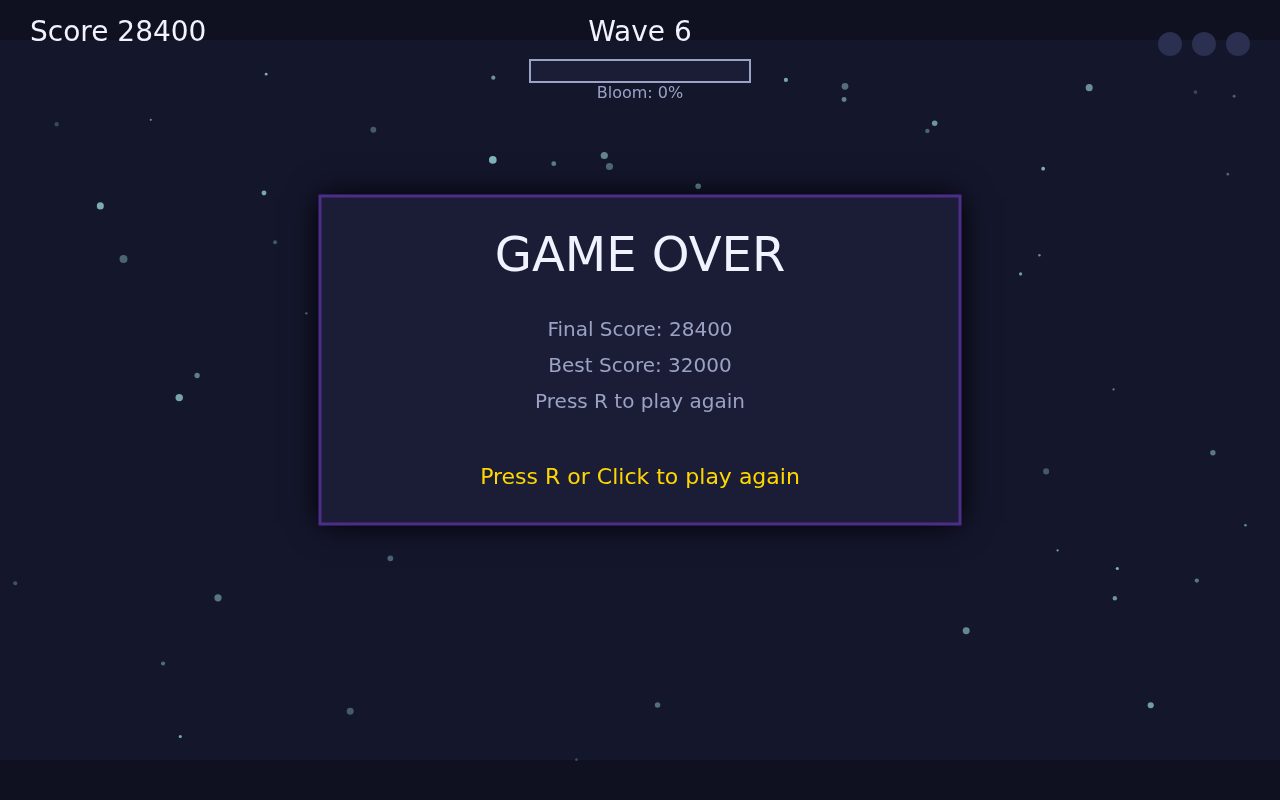 Score 28400
Wave 6
Bloom: 0%
GAME OVER
Final Score: 28400
Best Score: 32000
Press R to play again
Press R or Click to play again